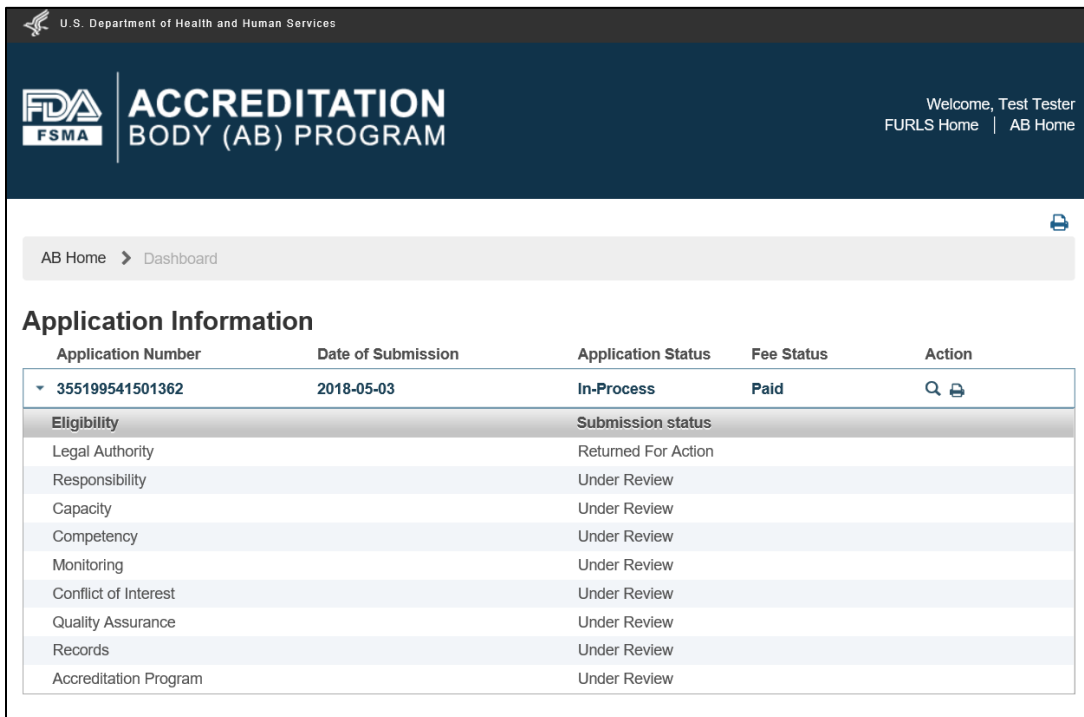 U.S. Department of Health and Human Services
FDA
FSMA
ACCREDITATION
BODY (AB) PROGRAM
Welcome, Test Tester
FURLS Home | AB Home
AB Home > Dashboard
Application Information
Application Number Date of Submission Application Status Fee Status Action
355199541501362 2018-05-03 In-Process Paid
Eligibility Submission status
Legal Authority Returned For Action
Responsibility Under Review
Capacity Under Review
Competency Under Review
Monitoring Under Review
Conflict of Interest Under Review
Quality Assurance Under Review
Records Under Review
Accreditation Program Under Review